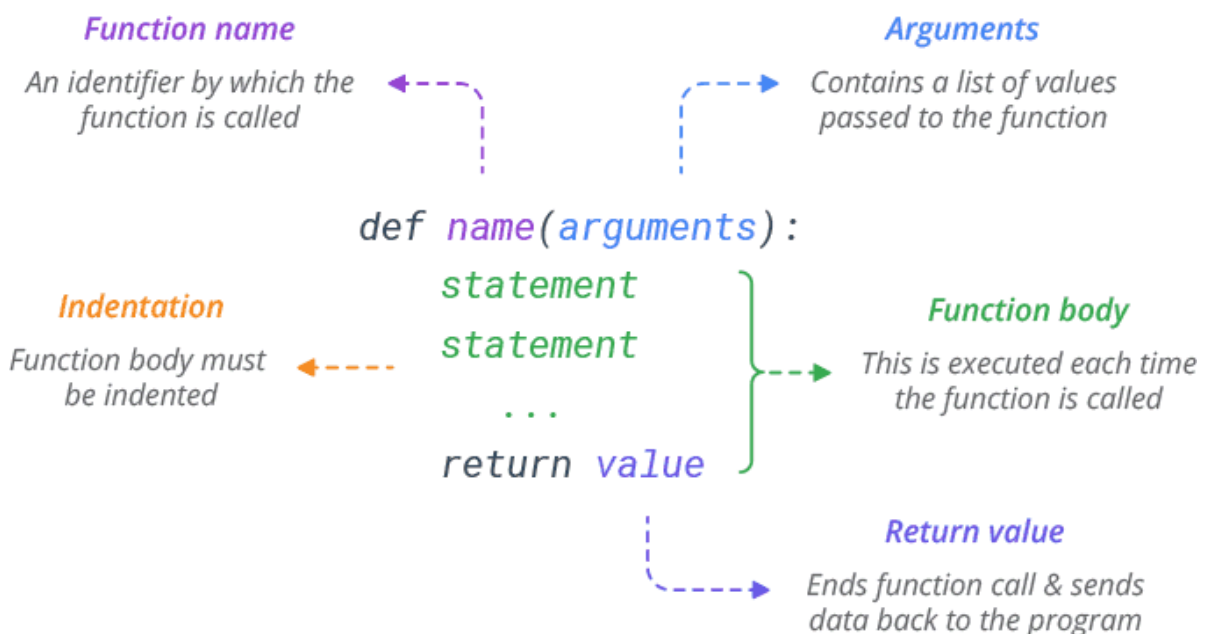 Function name
An identifier by which the
function is called
Arguments
Contains a list of values
passed to the function
def name(arguments):
statement
statement
...
return value
Indentation
Function body must
be indented
Function body
This is executed each time
the function is called
Return value
Ends function call & sends
data back to the program